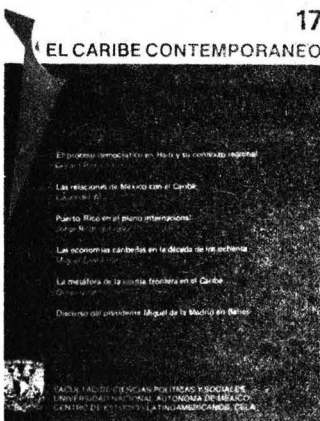 17
EL CARIBE CONTEMPORANEO
El proceso democrático en Haití y su contexto regional
Las relaciones de México con el Caribe
Puerto Rico en el plano internacional
Jorge
Las economías caribeñas en la década de los ochenta
Miguel
La metáfora de la frontera en el Caribe
Discurso del presidente Miguel de la Madrid en Belice
FACULTAD DE CIENCIAS POLITICAS Y SOCIALES
UNIVERSIDAD NACIONAL AUTONOMA DE MEXICO
CENTRO DE ESTUDIOS LATINOAMERICANOS, CELA